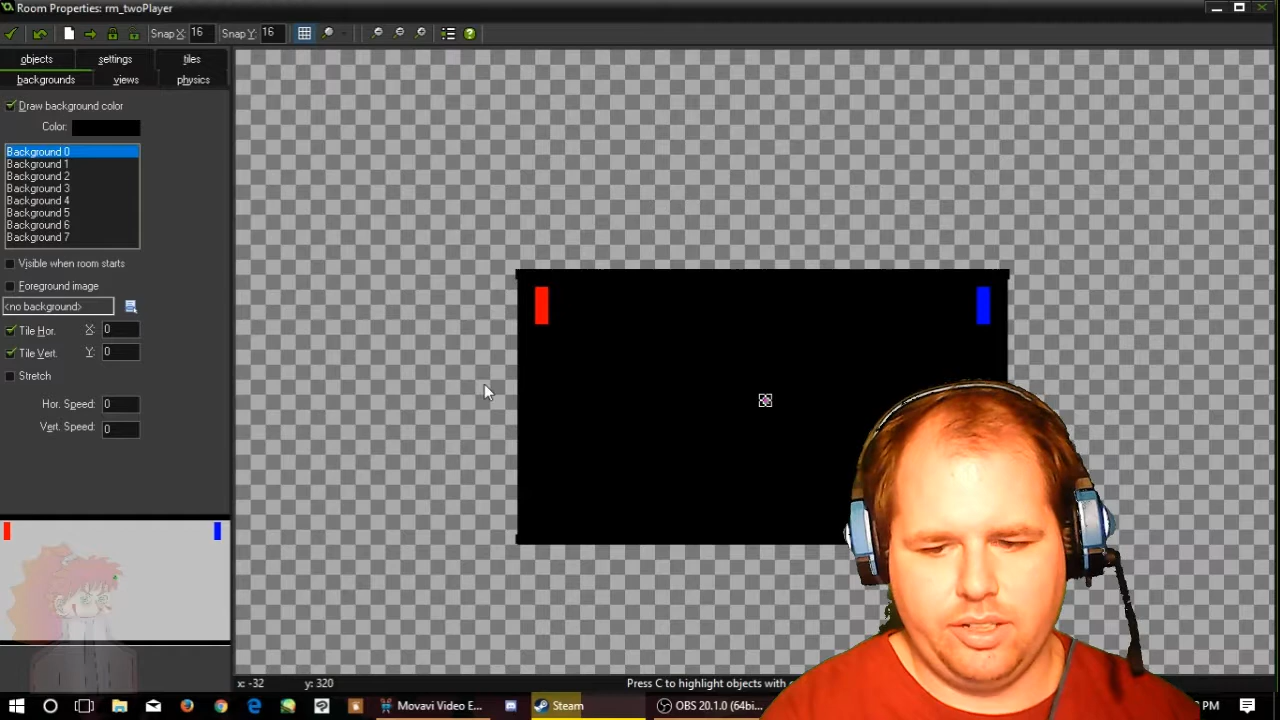 Room Properties: rm_twoPlayer
Snap X: 16 Snap Y: 16
objects settings tiles
backgrounds views physics
Draw background color
Color:
Background 0
Background 1
Background 2
Background 3
Background 4
Background 5
Background 6
Background 7
Visible when room starts
Foreground image
<no background>
Tile Hor. X: 0
Tile Vert. Y: 0
Stretch
Hor. Speed: 0
Vert. Speed: 0
x: -32 y: 320 Press C to highlight objects with
Movavi Video E... Steam OBS 20.1.0 (64bi... PM